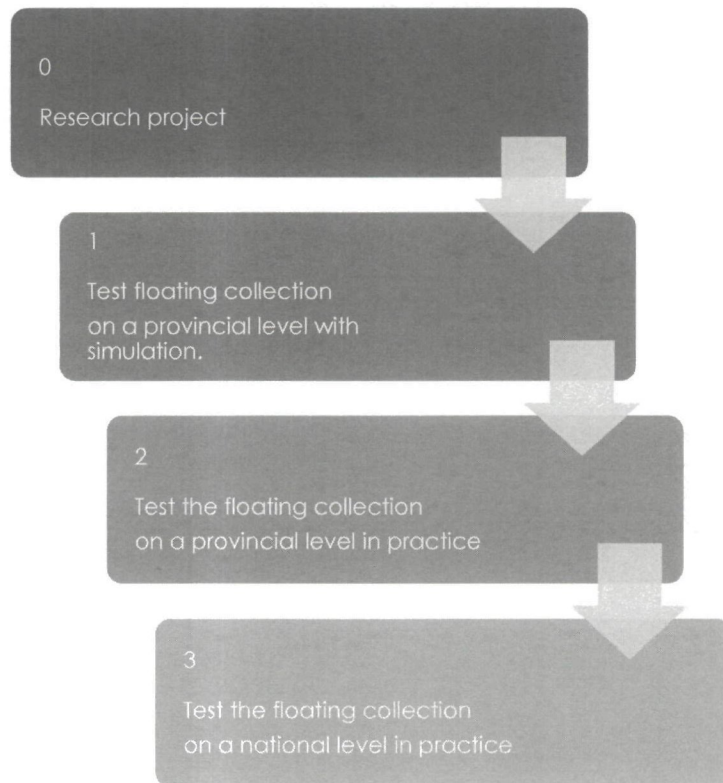 0
Research project
1
Test floating collection
on a provincial level with
simulation.
2
Test the floating collection
on a provincial level in practice
3
Test the floating collection
on a national level in practice